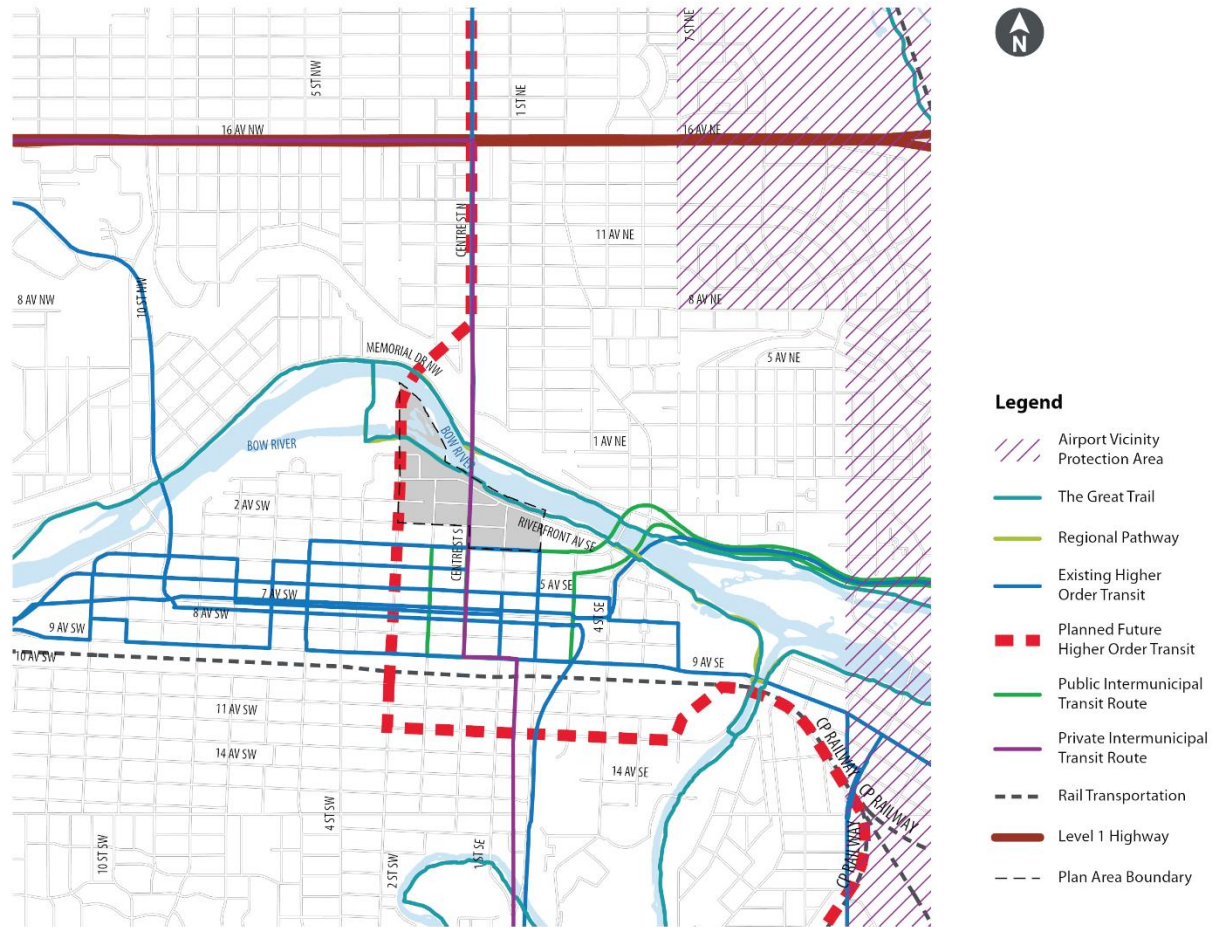 7 ST NE
N
5 ST NW
1 ST NE
16 AV NW
16 AV NE
CENTRE ST N
11 AV NE
10 ST NW
8 AV NW
8 AV NE
MEMORIAL DR NW
5 AV NE
BOW RIVER
BOW RIVER
1 AV NE
2 AV SW
RIVERFRONT AV SE
CENTRE ST S
5 AV SE
7 AV SW
8 AV SW
4 ST SE
9 AV SW
10 AV SW
9 AV SE
11 AV SW
CP RAILWAY
14 AV SW
14 AV SE
CP RAILWAY
4 ST SW
CP RAILWAY
10 ST SW
2 ST SW
1 ST SE
Legend
Airport Vicinity
Protection Area
The Great Trail
Regional Pathway
Existing Higher
Order Transit
Planned Future
Higher Order Transit
Public Intermunicipal
Transit Route
Private Intermunicipal
Transit Route
Rail Transportation
Level 1 Highway
Plan Area Boundary